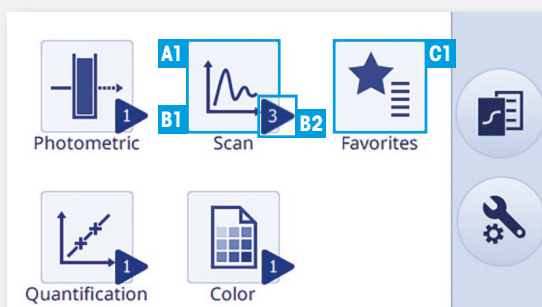 A1
C1
1
B1
3
B2
Photometric
Scan
Favorites
1
1
Quantification
Color